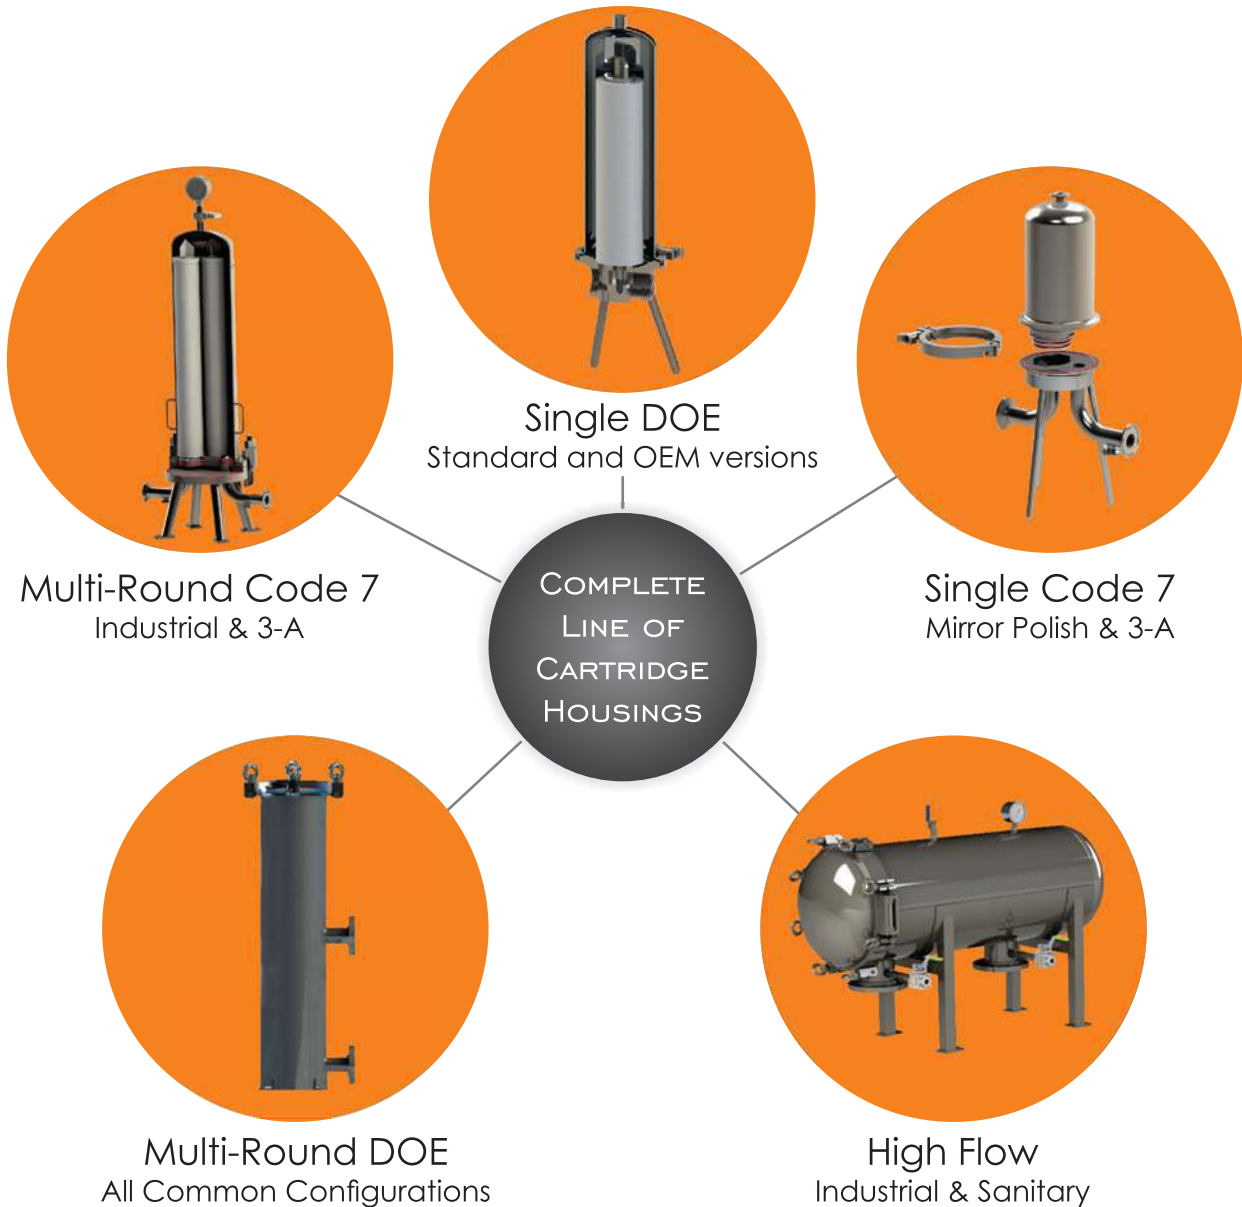 Single DOE
Standard and OEM versions
Multi-Round Code 7
Industrial & 3-A
Complete
Line of
Cartridge
Housings
Single Code 7
Mirror Polish & 3-A
Multi-Round DOE
All Common Configurations
High Flow
Industrial & Sanitary